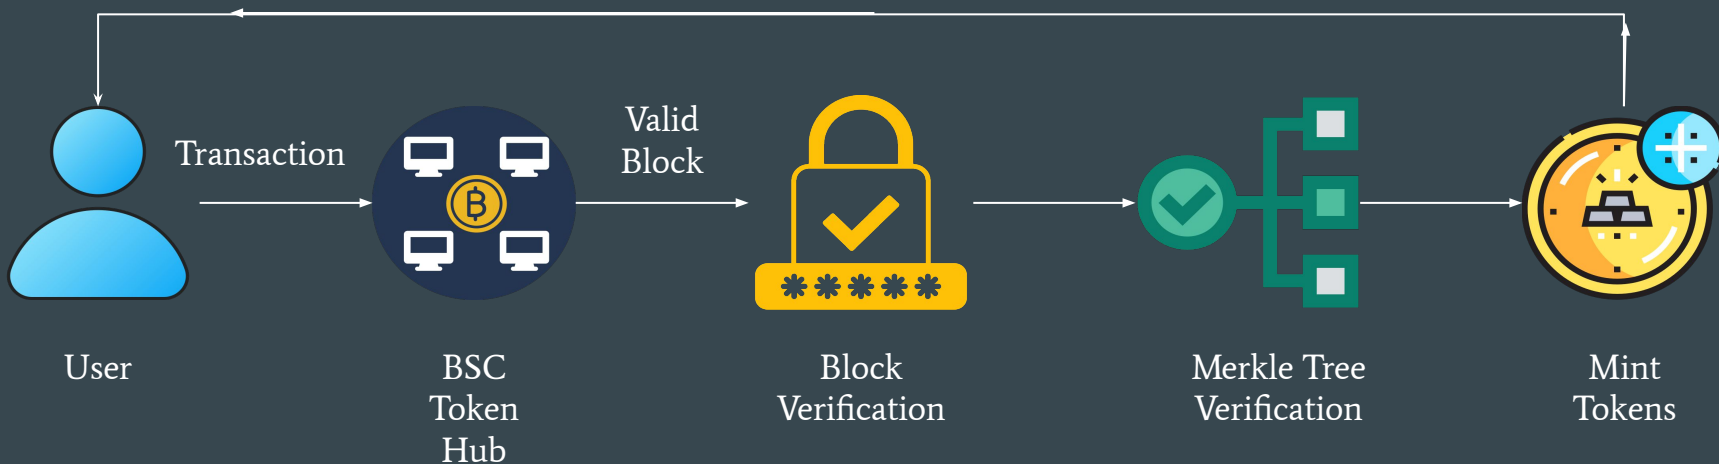 Transaction
Valid
Block
User
BSC
Token
Hub
Block
Verification
Merkle Tree
Verification
Mint
Tokens